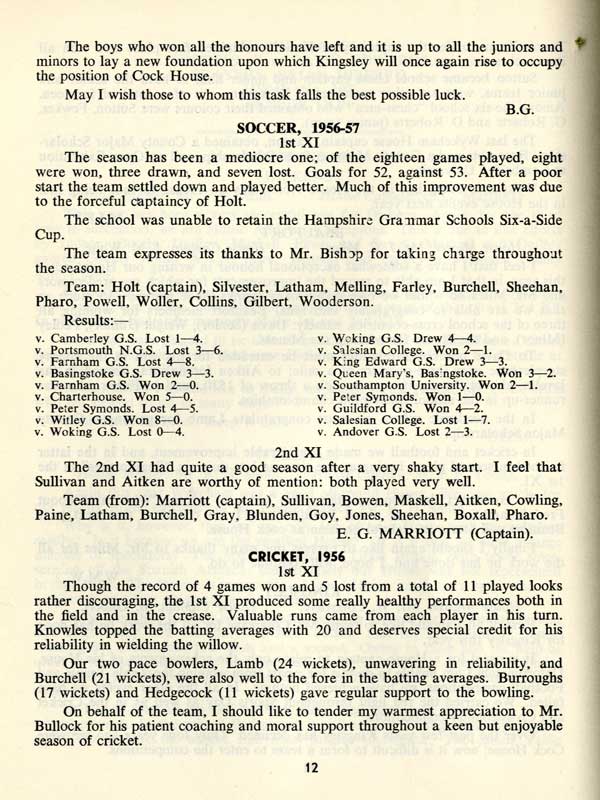 The boys who won all the honours have left and it is up to all the juniors and
minors to lay a new foundation upon which Kingsley will once again rise to occupy
the position of Cock House.
May I wish those to whom this task falls the best possible luck.
B.G.
SOCCER, 1956-57
1st XI
The season has been a mediocre one; of the eighteen games played, eight
were won, three drawn, and seven lost. Goals for 52, against 53. After a poor
start the team settled down and played better. Much of this improvement was due
to the forceful captaincy of Holt.
The school was unable to retain the Hampshire Grammar Schools Six-a-Side
Cup.
The team expresses its thanks to Mr. Bishop for taking charge throughout
the season.
Team: Holt (captain), Silvester, Latham, Melling, Farley, Burchell, Sheehan,
Pharo, Powell, Woller, Collins, Gilbert, Wooderson.
Results:—
v. Camberley G.S. Lost 1—4.
v. Portsmouth N.G.S. Lost 3—6.
v. Farnham G.S. Lost 4—8.
v. Basingstoke G.S. Drew 3—3.
v. Farnham G.S. Won 2—0.
v. Charterhouse. Won 5—0.
v. Peter Symonds. Lost 4—5.
v. Witley G.S. Won 8—0.
v. Woking G.S. Lost 0—4.
v. Woking G.S. Drew 4—4.
v. Salesian College. Won 2—1.
v. King Edward G.S. Drew 3—3.
v. Queen Mary's, Basingstoke. Won 3—2.
v. Southampton University. Won 2—1.
v. Peter Symonds. Won 1—0.
v. Guildford G.S. Won 4—2.
v. Salesian College. Lost 1—7.
v. Andover G.S. Lost 2—3.
2nd XI
The 2nd XI had quite a good season after a very shaky start. I feel that
Sullivan and Aitken are worthy of mention: both played very well.
Team (from): Marriott (captain), Sullivan, Bowen, Maskell, Aitken, Cowling,
Paine, Latham, Burchell, Gray, Blunden, Goy, Jones, Sheehan, Boxall, Pharo.
E. G. MARRIOTT (Captain).
CRICKET, 1956
1st XI
Though the record of 4 games won and 5 lost from a total of 11 played looks
rather discouraging, the 1st XI produced some really healthy performances both in
the field and in the crease. Valuable runs came from each player in his turn.
Knowles topped the batting averages with 20 and deserves special credit for his
reliability in wielding the willow.
Our two pace bowlers, Lamb (24 wickets), unwavering in reliability, and
Burchell (21 wickets), were also well to the fore in the batting averages. Burroughs
(17 wickets) and Hedgecock (11 wickets) gave regular support to the bowling.
On behalf of the team, I should like to tender my warmest appreciation to Mr.
Bullock for his patient coaching and moral support throughout a keen but enjoyable
season of cricket.
12